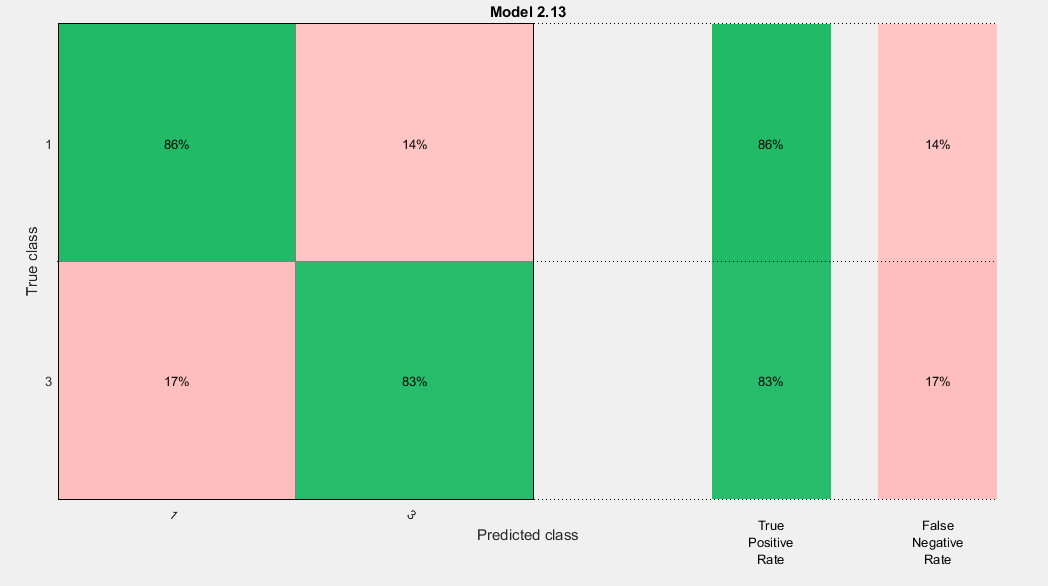 Model 2.13
1
86%
14%
86%
14%
True class
3
17%
83%
83%
17%
1
3
Predicted class
True
Positive
Rate
False
Negative
Rate